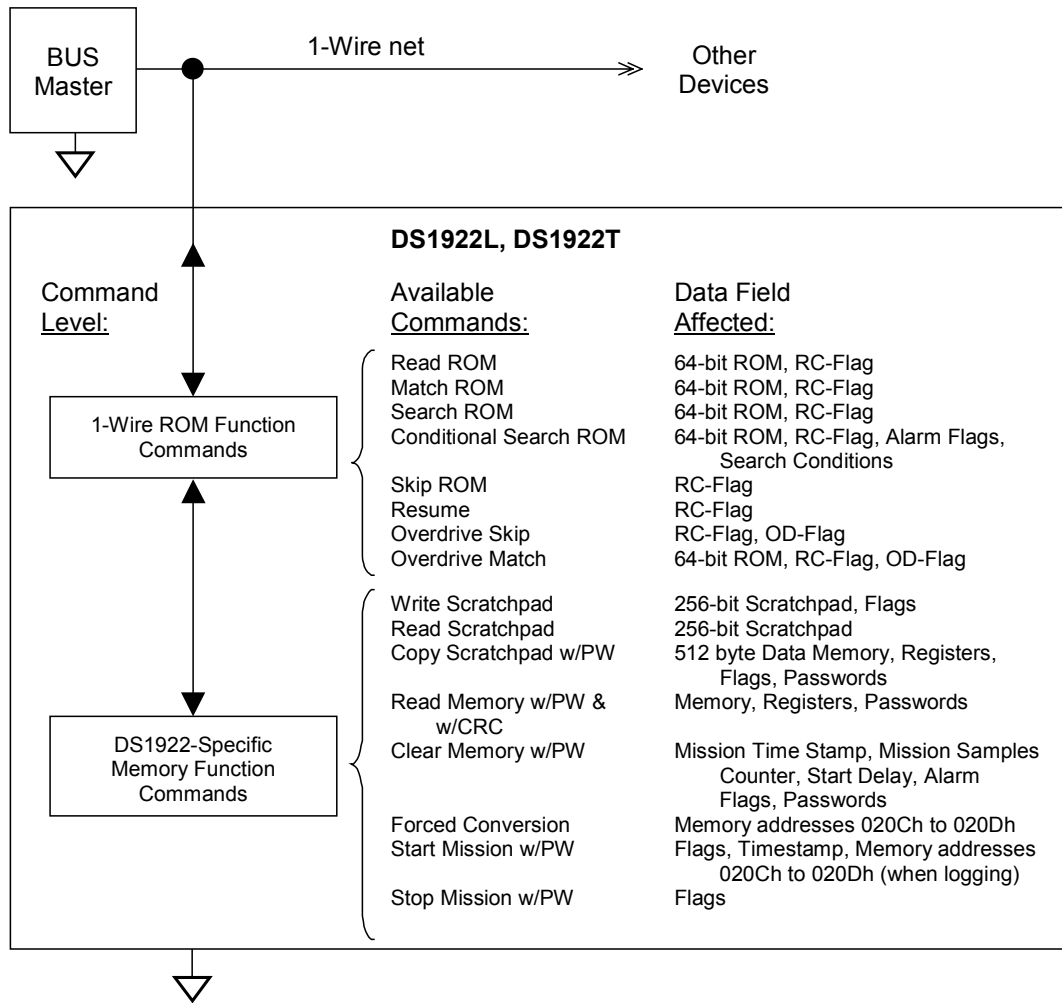 BUS
Master
1-Wire net
Other
Devices
DS1922L, DS1922T
Command
Level:
Available
Commands:
Data Field
Affected:
1-Wire ROM Function
Commands
Read ROM 64-bit ROM, RC-Flag
Match ROM 64-bit ROM, RC-Flag
Search ROM 64-bit ROM, RC-Flag
Conditional Search ROM 64-bit ROM, RC-Flag, Alarm Flags,
Search Conditions
Skip ROM RC-Flag
Resume RC-Flag
Overdrive Skip RC-Flag, OD-Flag
Overdrive Match 64-bit ROM, RC-Flag, OD-Flag
DS1922-Specific
Memory Function
Commands
Write Scratchpad 256-bit Scratchpad, Flags
Read Scratchpad 256-bit Scratchpad
Copy Scratchpad w/PW 512 byte Data Memory, Registers,
Flags, Passwords
Read Memory w/PW & Memory, Registers, Passwords
w/CRC
Clear Memory w/PW Mission Time Stamp, Mission Samples
Counter, Start Delay, Alarm
Flags, Passwords
Forced Conversion Memory addresses 020Ch to 020Dh
Start Mission w/PW Flags, Timestamp, Memory addresses
020Ch to 020Dh (when logging)
Stop Mission w/PW Flags